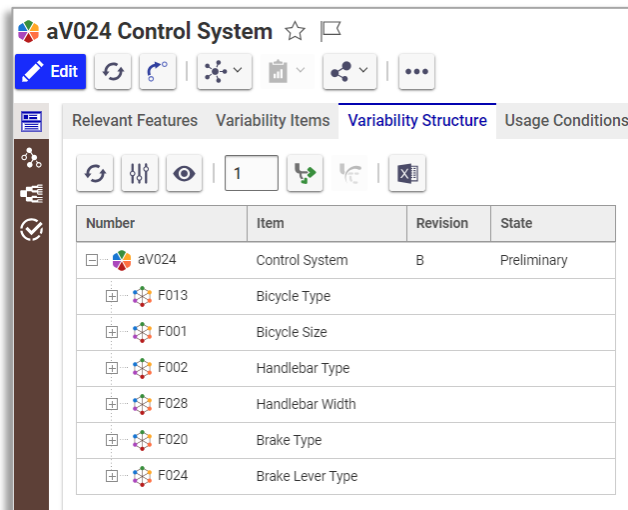 aV024 Control System
Edit
Relevant Features Variability Items Variability Structure Usage Conditions
1
Number Item Revision State
aV024 Control System B Preliminary
F013 Bicycle Type
F001 Bicycle Size
F002 Handlebar Type
F028 Handlebar Width
F020 Brake Type
F024 Brake Lever Type